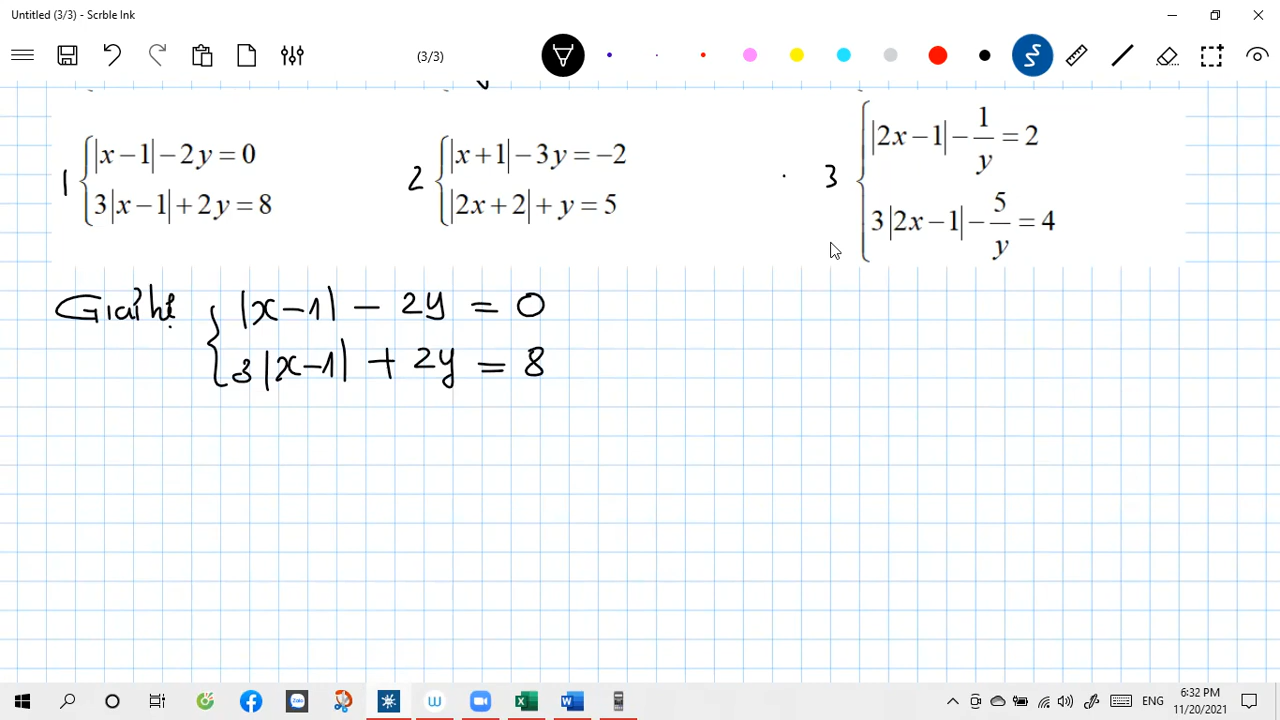 Untitled (3/3) - Scrble Ink
(3/3)
1 {|x−1|−2y=0
3|x−1|+2y=8
2 {|x+1|−3y=−2
|2x+2|+y=5
3 {|2x−1|−1/y=2
3|2x−1|−5/y=4
Giải hệ {|x−1| − 2y = 0
3|x−1| + 2y = 8
Zalo
ENG
6:32 PM
11/20/2021